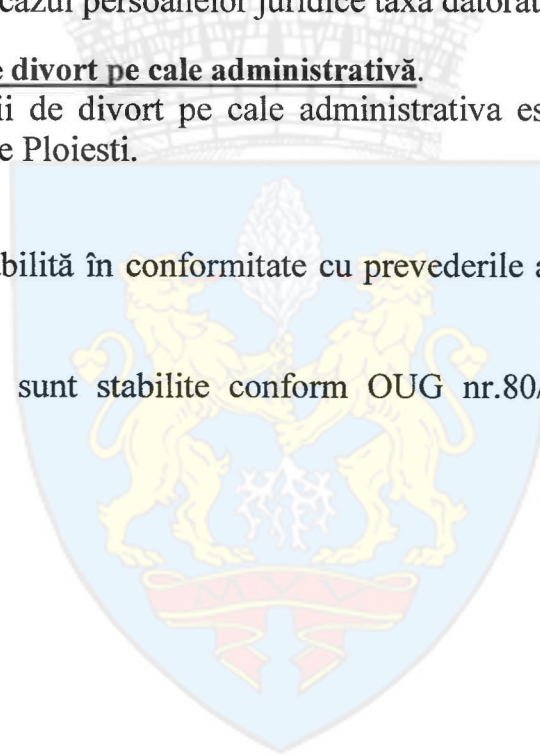 cazul persoanelor juridice taxa datorat
e divort pe cale administrativă.
ii de divort pe cale administrativa es
e Ploiesti.
bilită în conformitate cu prevederile a
sunt stabilite conform OUG nr.80/
MVV